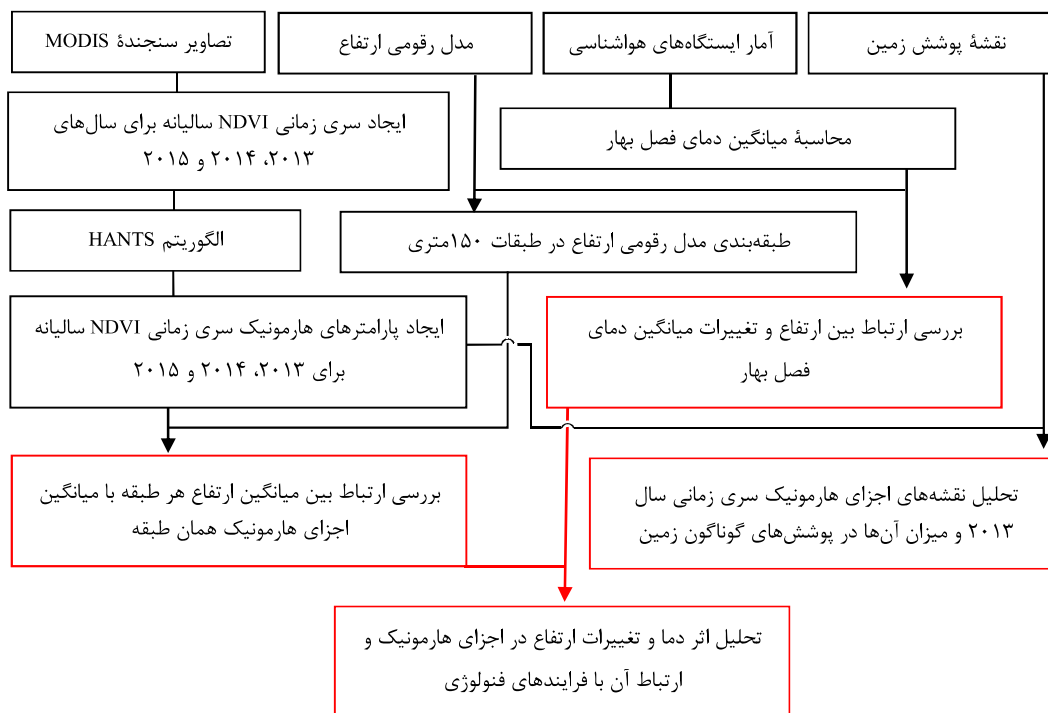 نقشهٔ پوشش زمین
آمار ایستگاه‌های هواشناسی
مدل رقومی ارتفاع
تصاویر سنجندهٔ MODIS
محاسبهٔ میانگین دمای فصل بهار
ایجاد سری زمانی NDVI سالیانه برای سال‌های
۲۰۱۳، ۲۰۱۴ و ۲۰۱۵
طبقه‌بندی مدل رقومی ارتفاع در طبقات ۱۵۰متری
الگوریتم HANTS
بررسی ارتباط بین ارتفاع و تغییرات میانگین دمای
فصل بهار
ایجاد پارامترهای هارمونیک سری زمانی NDVI سالیانه
برای ۲۰۱۳، ۲۰۱۴ و ۲۰۱۵
تحلیل نقشه‌های اجزای هارمونیک سری زمانی سال
۲۰۱۳ و میزان آن‌ها در پوشش‌های گوناگون زمین
بررسی ارتباط بین میانگین ارتفاع هر طبقه با میانگین
اجزای هارمونیک همان طبقه
تحلیل اثر دما و تغییرات ارتفاع در اجزای هارمونیک و
ارتباط آن با فرایندهای فنولوژی